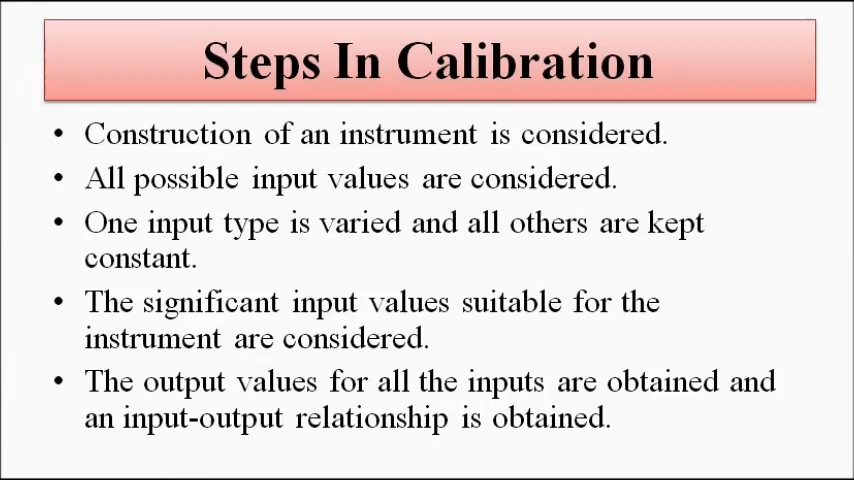 Steps In Calibration
• Construction of an instrument is considered.
• All possible input values are considered.
• One input type is varied and all others are kept
constant.
• The significant input values suitable for the
instrument are considered.
• The output values for all the inputs are obtained and
an input-output relationship is obtained.